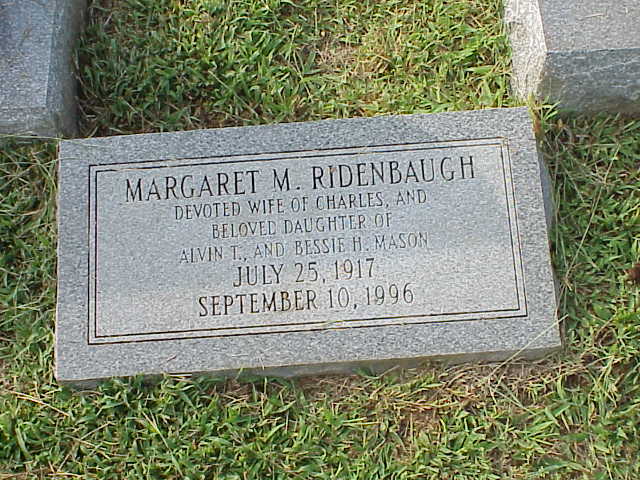 MARGARET M. RIDENBAUGH
DEVOTED WIFE OF CHARLES, AND
BELOVED DAUGHTER OF
ALVIN T., AND BESSIE H. MASON
JULY 25, 1917
SEPTEMBER 10, 1996